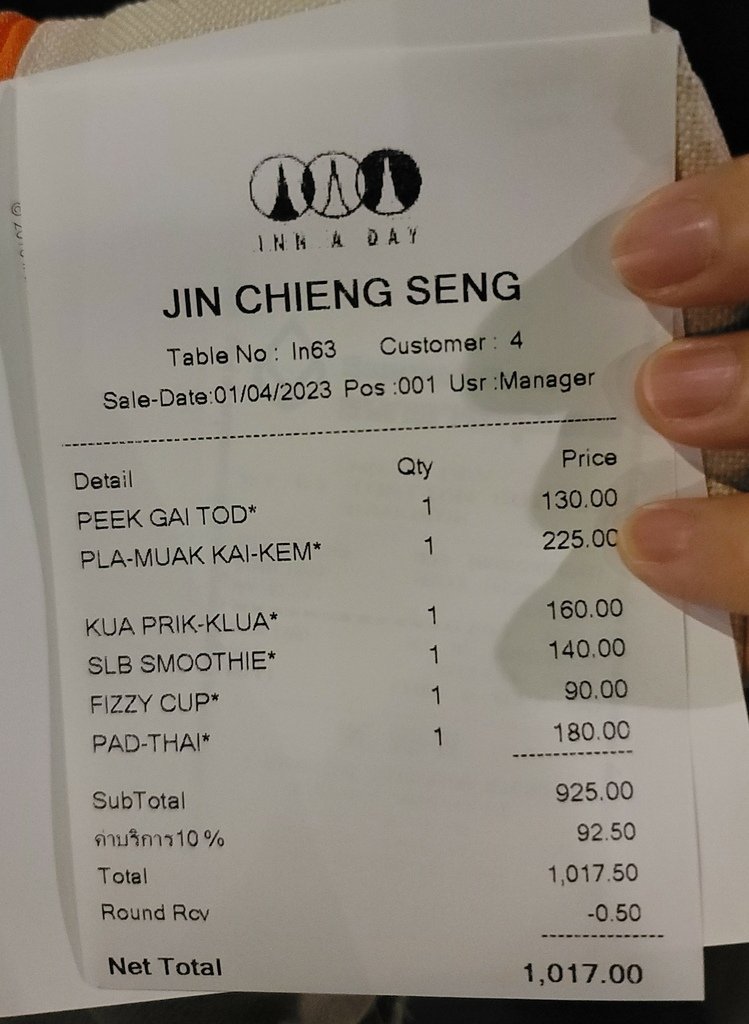 INN A DAY
JIN CHIENG SENG
Table No : In63 Customer : 4
Sale-Date:01/04/2023 Pos :001 Usr :Manager
Detail Qty Price
PEEK GAI TOD* 1 130.00
PLA-MUAK KAI-KEM* 1 225.00
KUA PRIK-KLUA* 1 160.00
SLB SMOOTHIE* 1 140.00
FIZZY CUP* 1 90.00
PAD-THAI* 1 180.00
SubTotal 925.00
ค่าบริการ10 % 92.50
Total 1,017.50
Round Rcv -0.50
Net Total 1,017.00